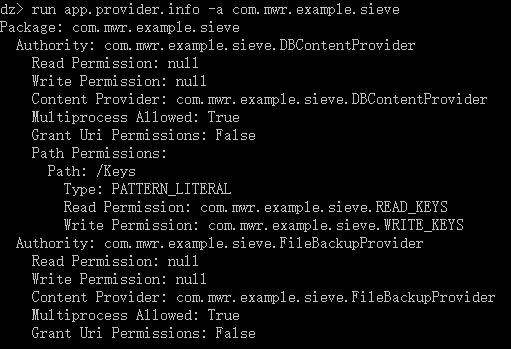 dz> run app.provider.info -a com.mwr.example.sieve
Package: com.mwr.example.sieve
Authority: com.mwr.example.sieve.DBContentProvider
Read Permission: null
Write Permission: null
Content Provider: com.mwr.example.sieve.DBContentProvider
Multiprocess Allowed: True
Grant Uri Permissions: False
Path Permissions:
Path: /Keys
Type: PATTERN_LITERAL
Read Permission: com.mwr.example.sieve.READ_KEYS
Write Permission: com.mwr.example.sieve.WRITE_KEYS
Authority: com.mwr.example.sieve.FileBackupProvider
Read Permission: null
Write Permission: null
Content Provider: com.mwr.example.sieve.FileBackupProvider
Multiprocess Allowed: True
Grant Uri Permissions: False